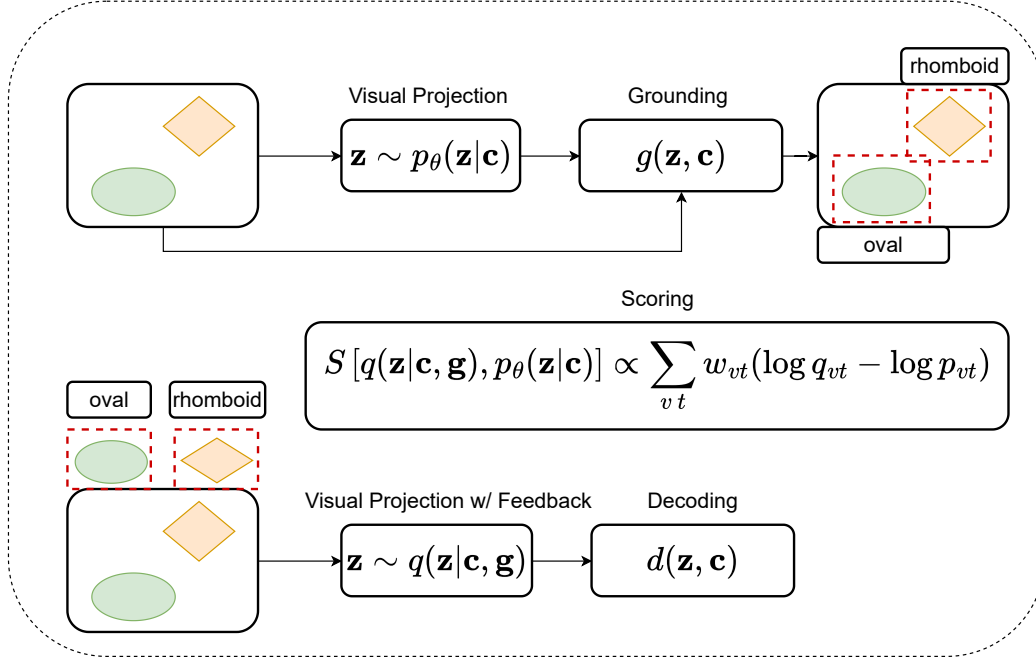 rhomboid
Visual Projection
Grounding
z ∼ p_θ(z|c)
g(z, c)
oval
Scoring
S [q(z|c, g), p_θ(z|c)] ∝ ∑_{v t} w_{vt}(log q_{vt} − log p_{vt})
oval
rhomboid
Visual Projection w/ Feedback
Decoding
z ∼ q(z|c, g)
d(z, c)